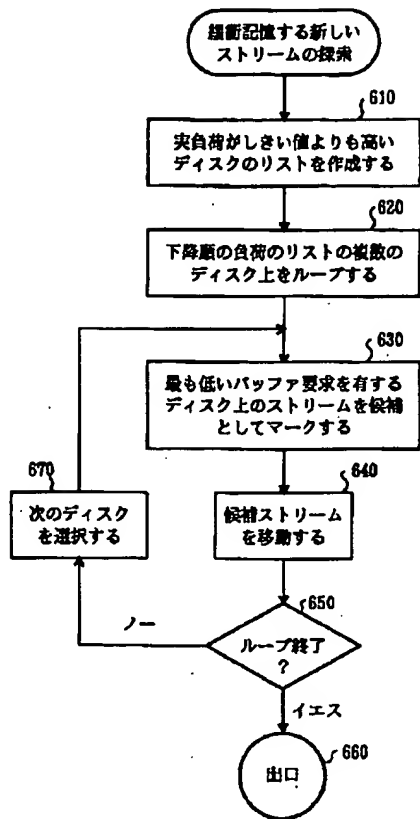 緩衝記憶する新しい
ストリームの探索
610
実負荷がしきい値よりも高い
ディスクのリストを作成する
620
下降順の負荷のリストの複数の
ディスク上をループする
630
最も低いバッファ要求を有する
ディスク上のストリームを候補
としてマークする
670
次のディスク
を選択する
640
候補ストリーム
を移動する
650
ループ終了
?
ノー
イエス
出口
660